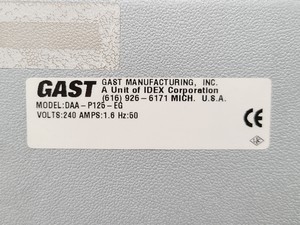 GAST
GAST MANUFACTURING, INC.
A Unit of IDEX Corporation
(616) 926-6171 MICH. U.S.A.
MODEL:DAA-P125-EG
VOLTS:240 AMPS:1.6 Hz:50